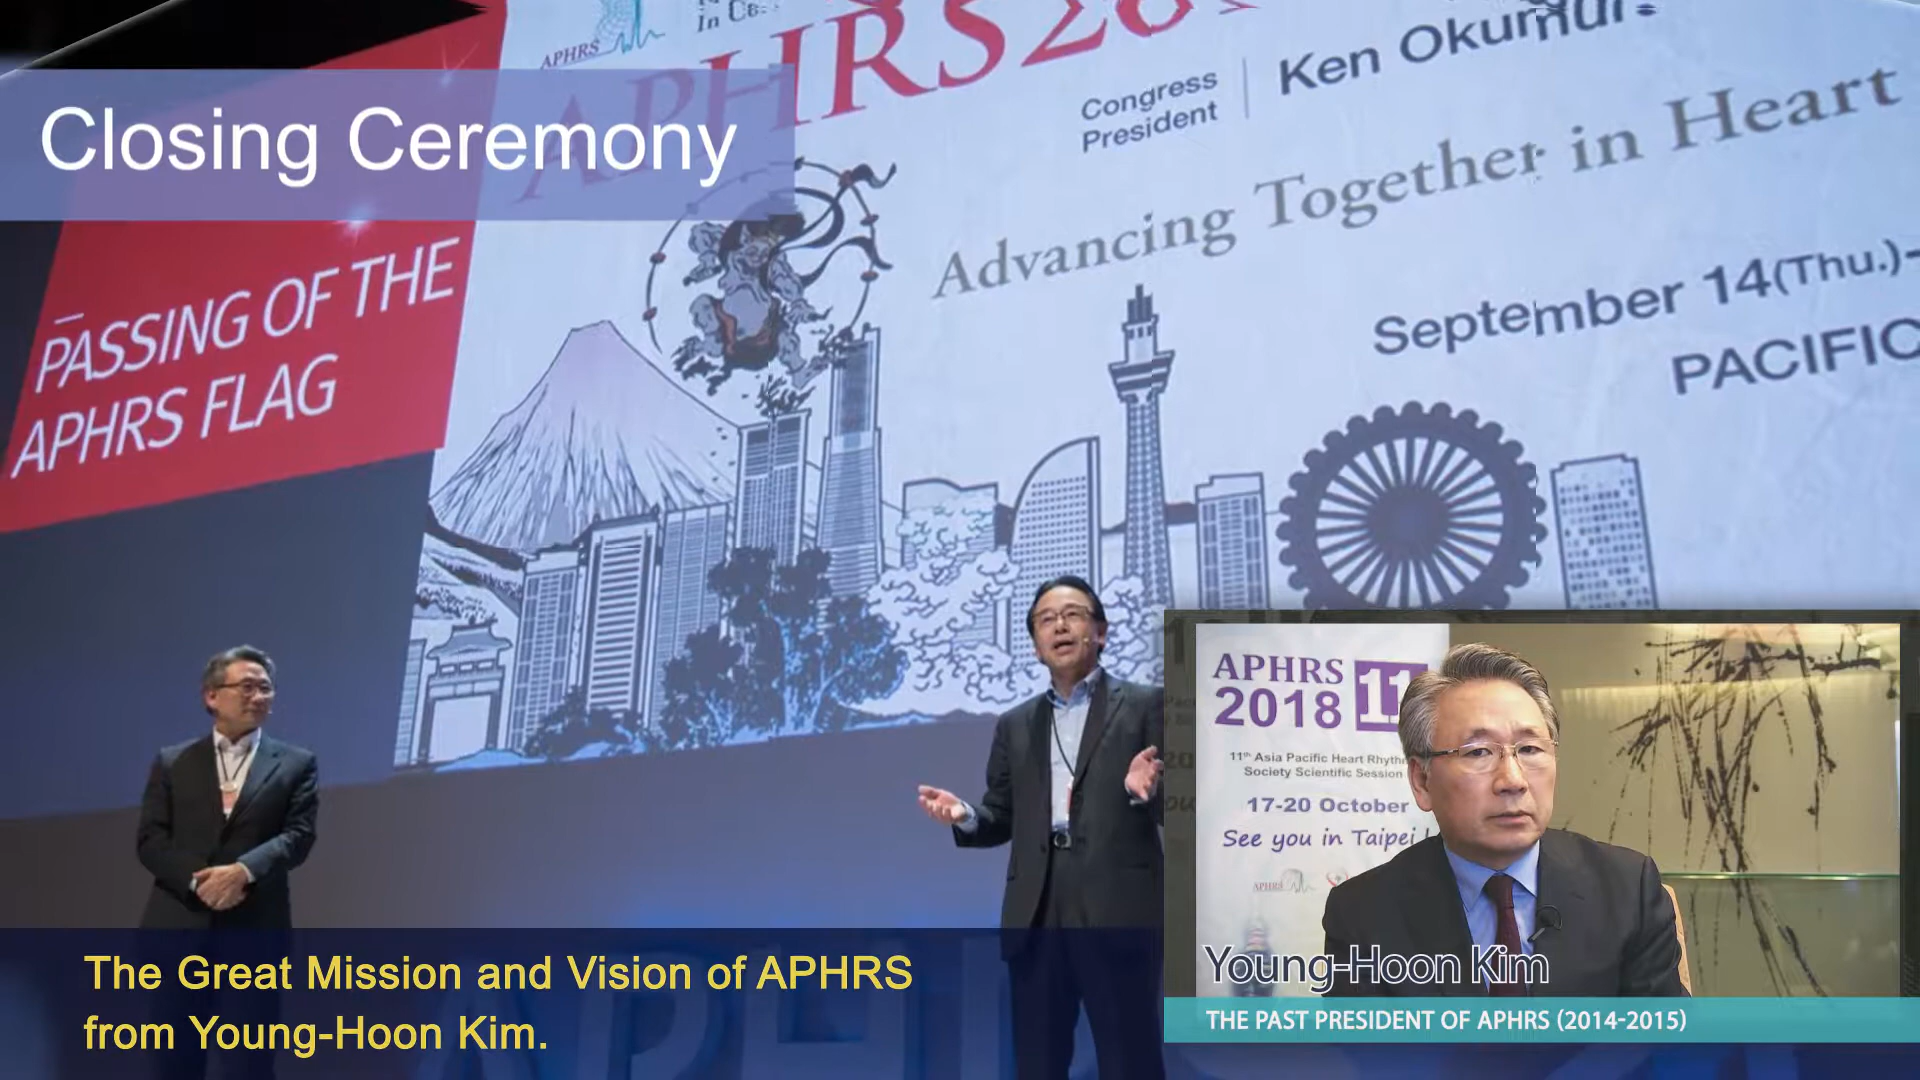 In Co
APHRS
APHRS20
Congress
President
Ken Okumura
Advancing Together in Heart
September 14(Thu.)-
PACIFIC
Closing Ceremony
PASSING OF THE
APHRS FLAG
APHRS
2018 11
11th Asia Pacific Heart Rhythm
Society Scientific Session
17-20 October
See you in Taipei !
APHRS
Young-Hoon Kim
THE PAST PRESIDENT OF APHRS (2014-2015)
The Great Mission and Vision of APHRS
from Young-Hoon Kim.